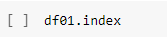 [ ] df01.index